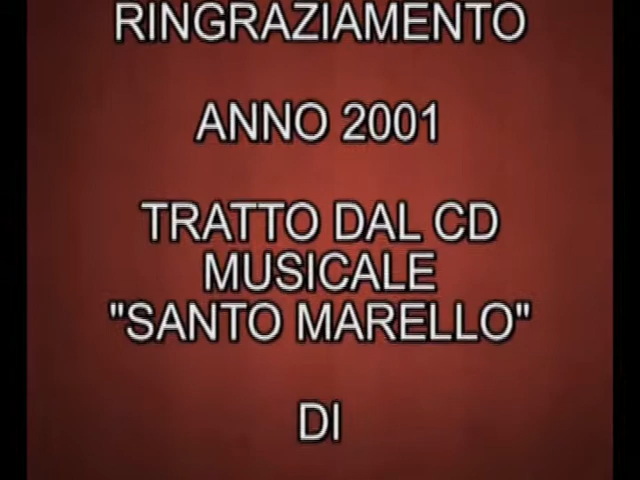 RINGRAZIAMENTO
ANNO 2001
TRATTO DAL CD
MUSICALE
"SANTO MARELLO"
DI